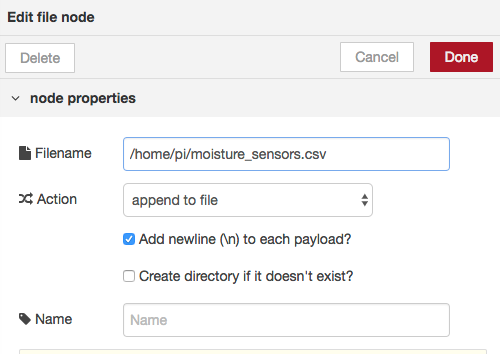 Edit file node
Delete
Cancel
Done
node properties
Filename
/home/pi/moisture_sensors.csv
Action
append to file
Add newline (\n) to each payload?
Create directory if it doesn't exist?
Name
Name